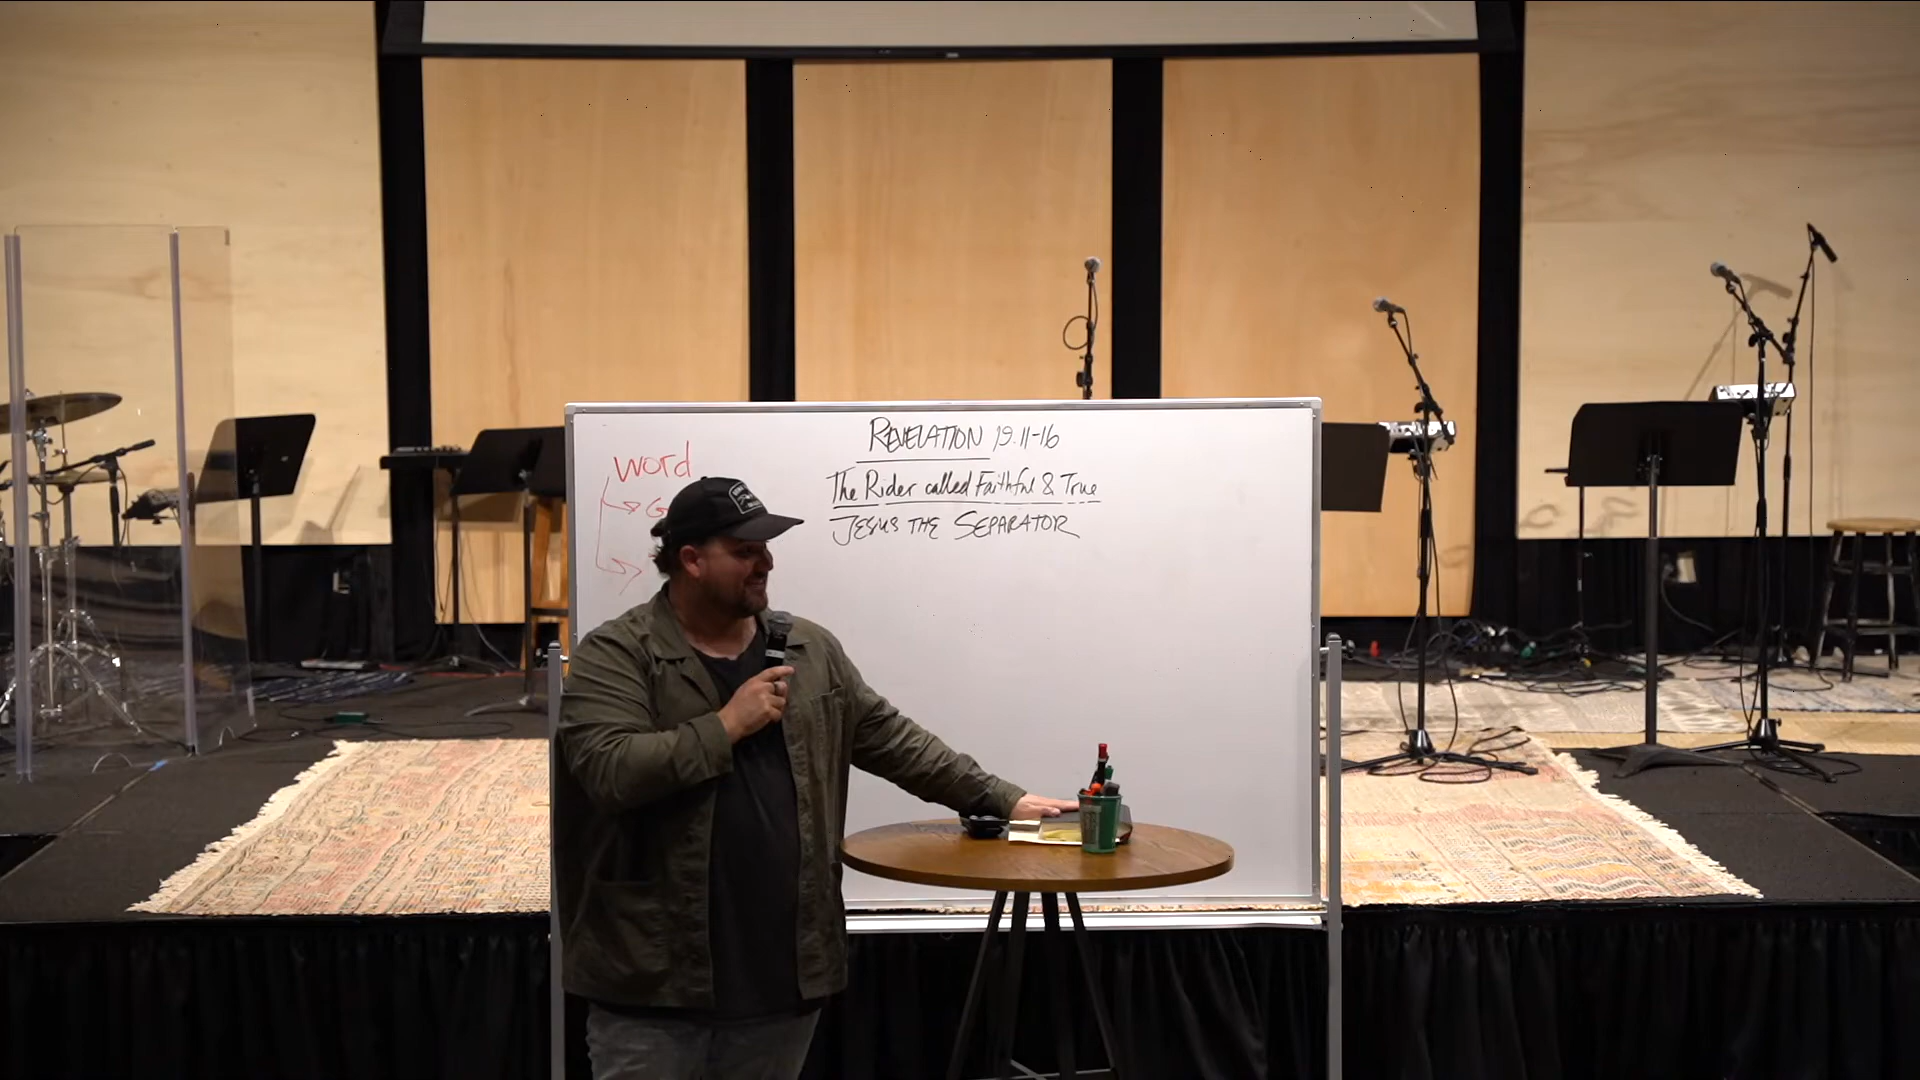 REVELATION 19.11-16
word
The Rider called Faithful & True
JESUS THE SEPARATOR